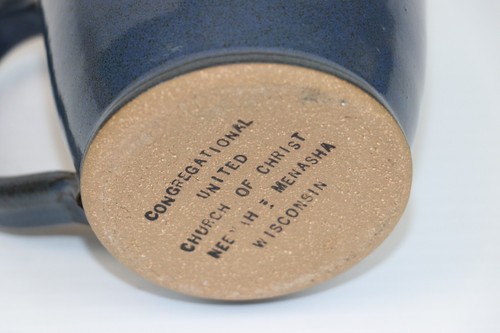 CONGREGATIONAL
UNITED
CHURCH OF CHRIST
MENASHA
WISCONSIN